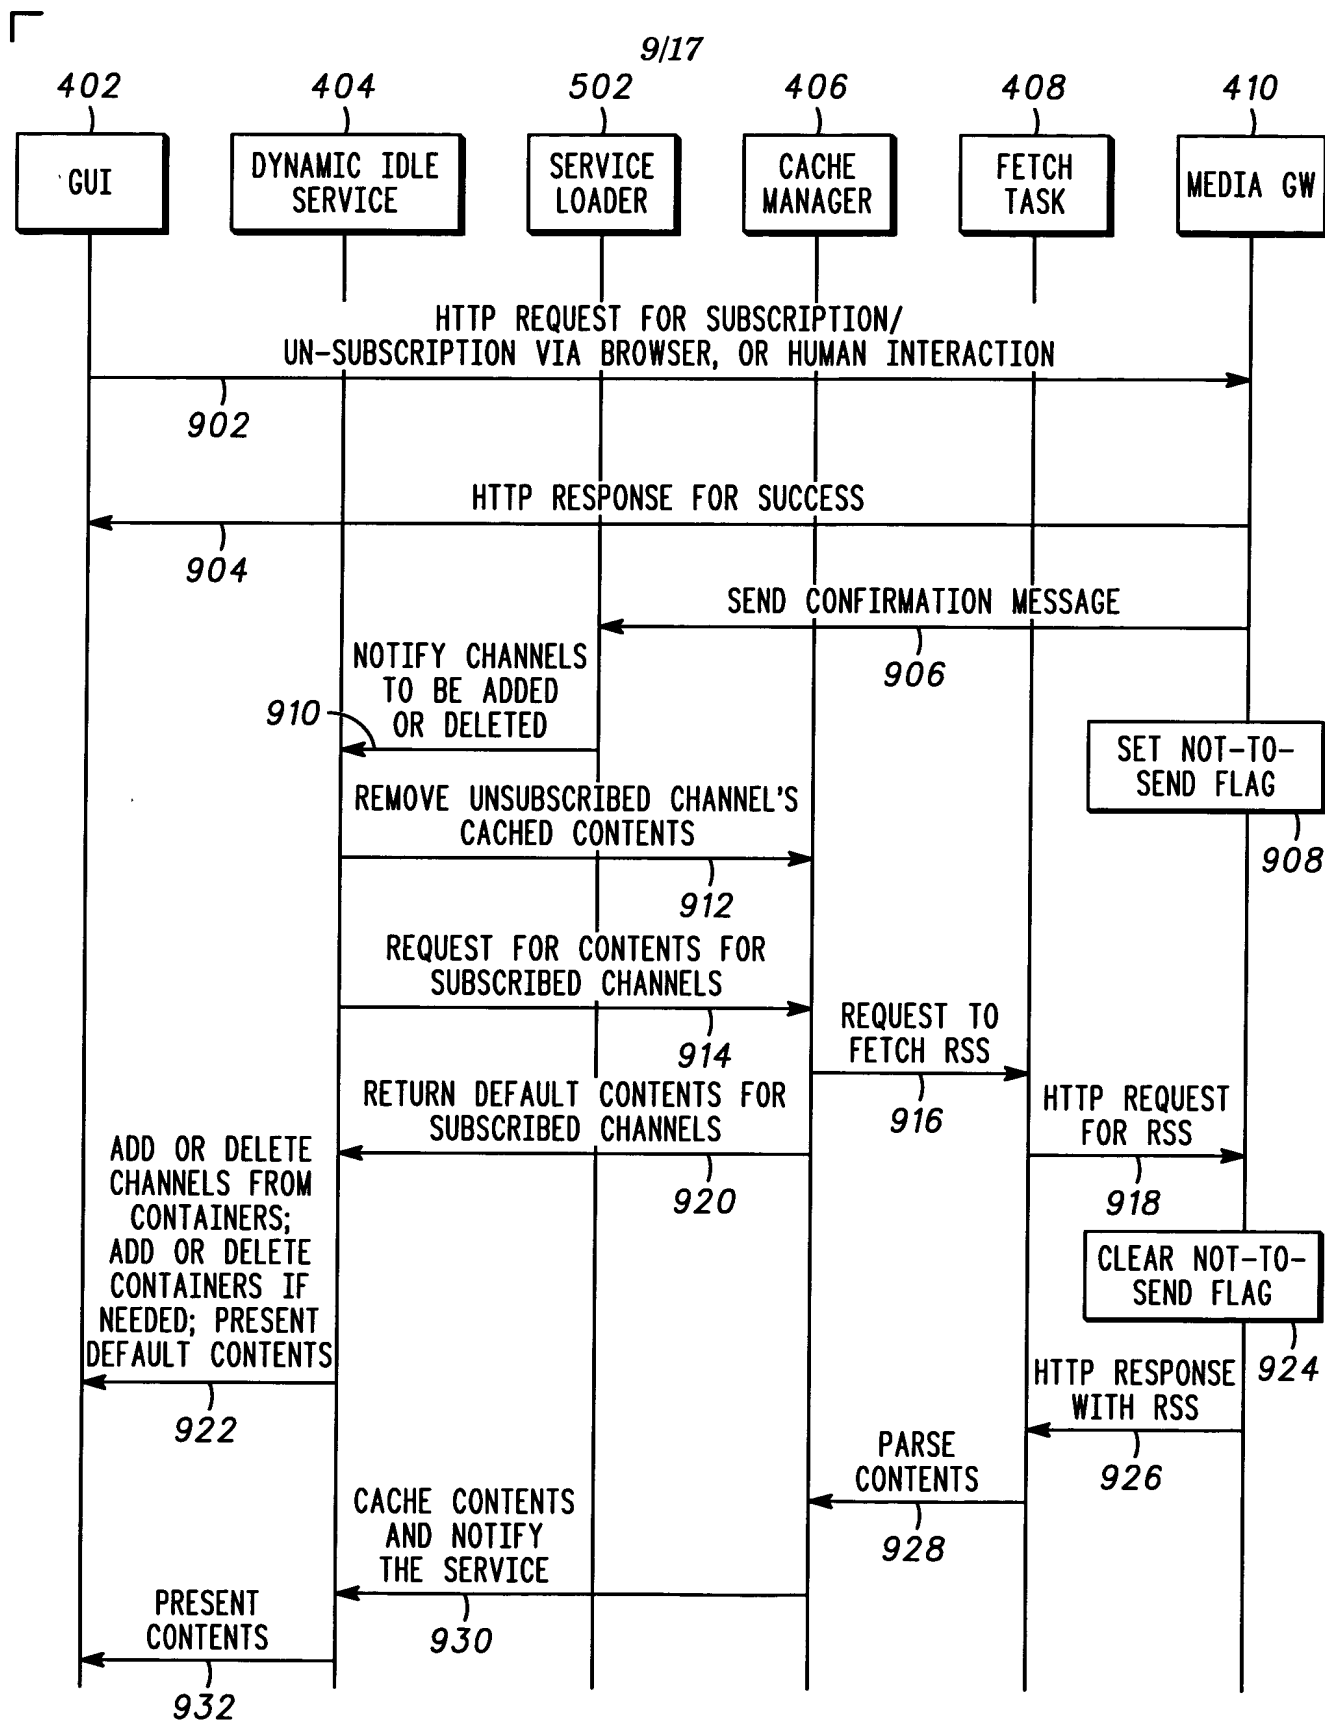 9/17
402
404
502
406
408
410
GUI
DYNAMIC IDLE
SERVICE
SERVICE
LOADER
CACHE
MANAGER
FETCH
TASK
MEDIA GW
HTTP REQUEST FOR SUBSCRIPTION/
UN-SUBSCRIPTION VIA BROWSER, OR HUMAN INTERACTION
902
HTTP RESPONSE FOR SUCCESS
904
SEND CONFIRMATION MESSAGE
906
NOTIFY CHANNELS
TO BE ADDED
OR DELETED
910
SET NOT-TO-
SEND FLAG
908
REMOVE UNSUBSCRIBED CHANNEL'S
CACHED CONTENTS
912
REQUEST FOR CONTENTS FOR
SUBSCRIBED CHANNELS
914
REQUEST TO
FETCH RSS
916
RETURN DEFAULT CONTENTS FOR
SUBSCRIBED CHANNELS
920
HTTP REQUEST
FOR RSS
918
ADD OR DELETE
CHANNELS FROM
CONTAINERS;
ADD OR DELETE
CONTAINERS IF
NEEDED; PRESENT
DEFAULT CONTENTS
922
CLEAR NOT-TO-
SEND FLAG
924
HTTP RESPONSE
WITH RSS
926
PARSE
CONTENTS
928
CACHE CONTENTS
AND NOTIFY
THE SERVICE
930
PRESENT
CONTENTS
932